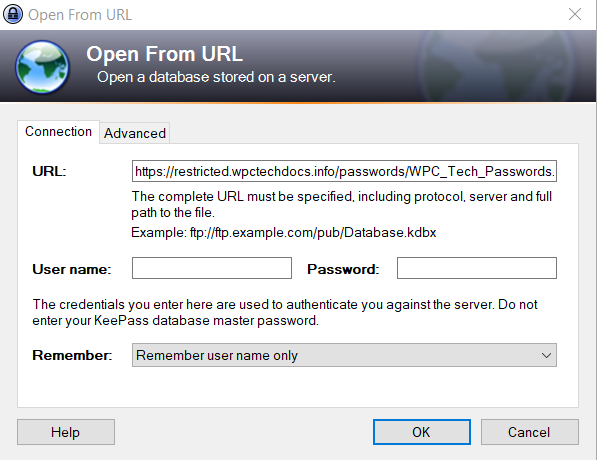 Open From URL
Open From URL
Open a database stored on a server.
Connection Advanced
URL: https://restricted.wpctechdocs.info/passwords/WPC_Tech_Passwords.
The complete URL must be specified, including protocol, server and full
path to the file.
Example: ftp://ftp.example.com/pub/Database.kdbx
User name: Password:
The credentials you enter here are used to authenticate you against the server. Do not
enter your KeePass database master password.
Remember: Remember user name only
Help OK Cancel